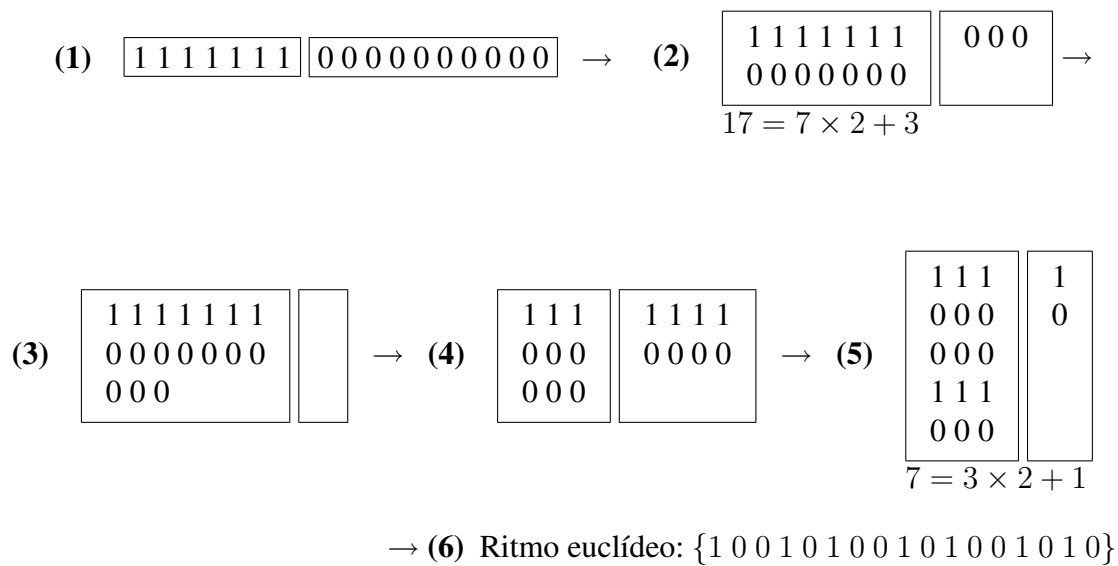 (1) 1 1 1 1 1 1 1 0 0 0 0 0 0 0 0 0 0 → (2) 1 1 1 1 1 1 1 0 0 0 →
0 0 0 0 0 0 0
17 = 7 × 2 + 3
(3) 1 1 1 1 1 1 1 → (4) 1 1 1 1 1 1 1 → (5) 1 1 1 1
0 0 0 0 0 0 0 0 0 0 0 0 0 0 0 0 0 0
0 0 0 0 0 0 0 0 0
1 1 1
0 0 0
7 = 3 × 2 + 1
→ (6) Ritmo euclídeo: {1 0 0 1 0 1 0 0 1 0 1 0 0 1 0 1 0}